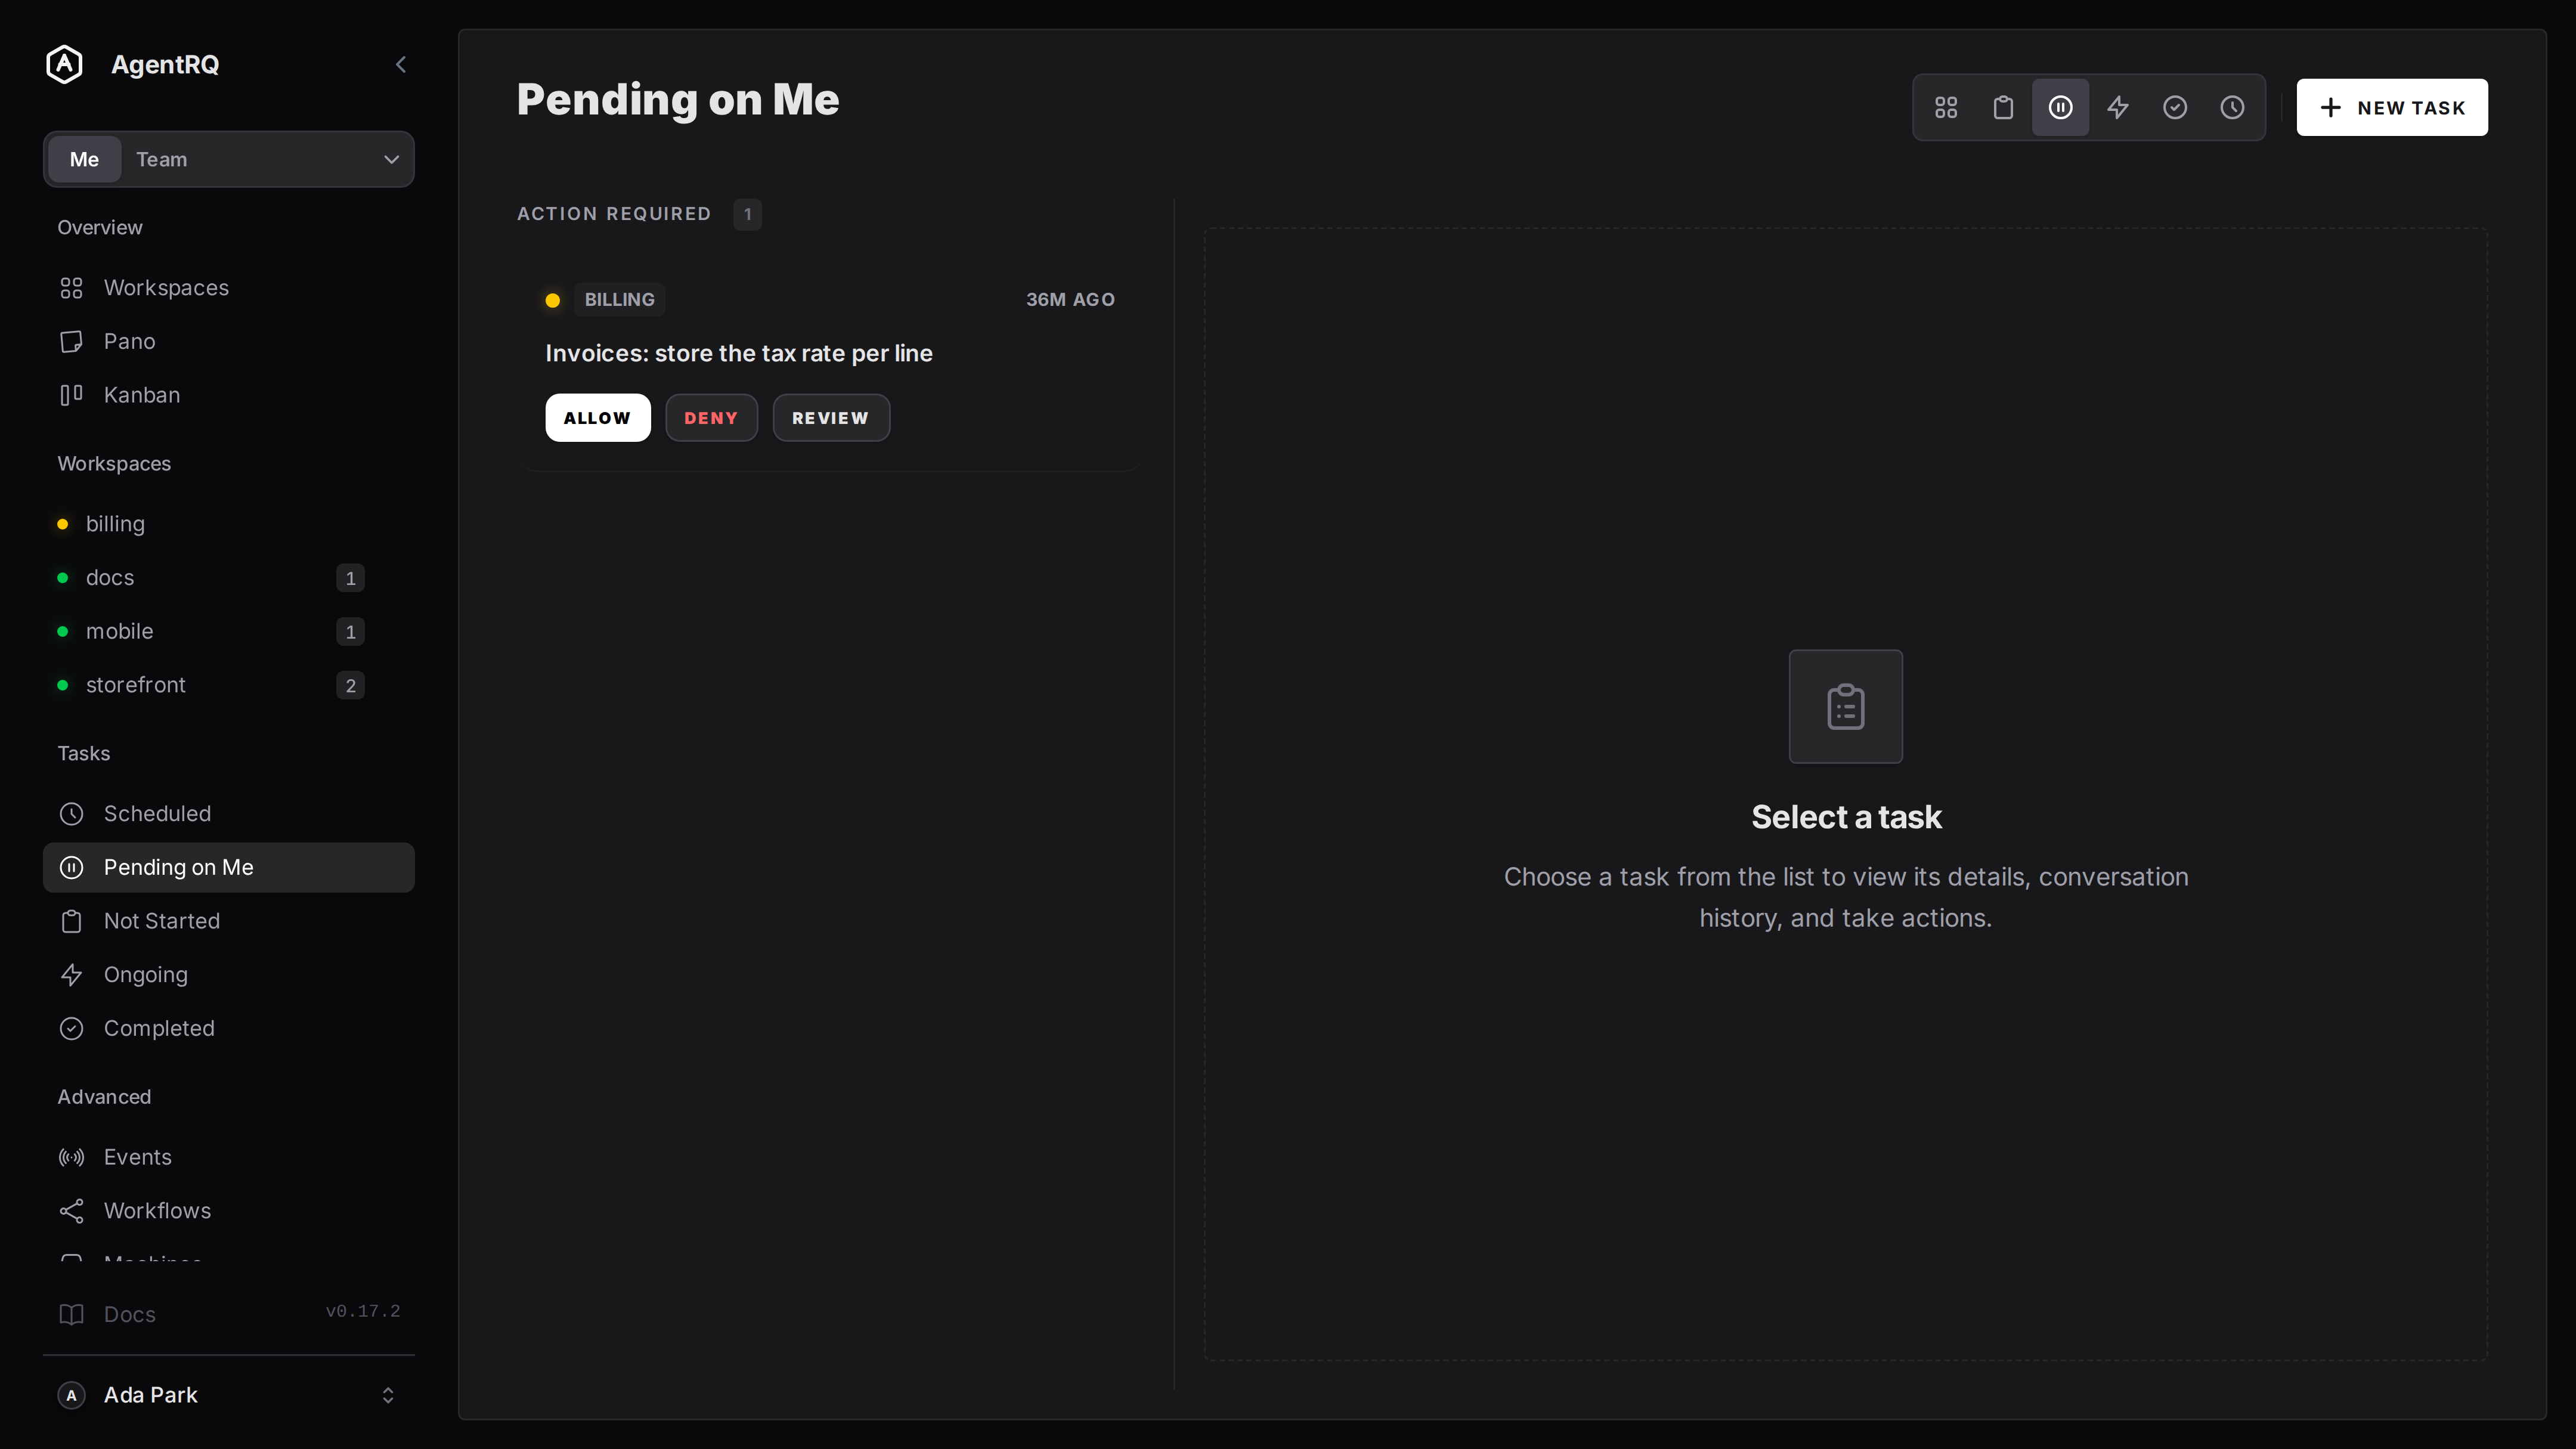 AgentRQ
Me
Team
Overview
Workspaces
Pano
Kanban
Workspaces
billing
docs 1
mobile 1
storefront 2
Tasks
Scheduled
Pending on Me
Not Started
Ongoing
Completed
Advanced
Events
Workflows
Docs v0.17.2
A Ada Park
Pending on Me
NEW TASK
ACTION REQUIRED 1
BILLING 36M AGO
Invoices: store the tax rate per line
ALLOW DENY REVIEW
Select a task
Choose a task from the list to view its details, conversation
history, and take actions.